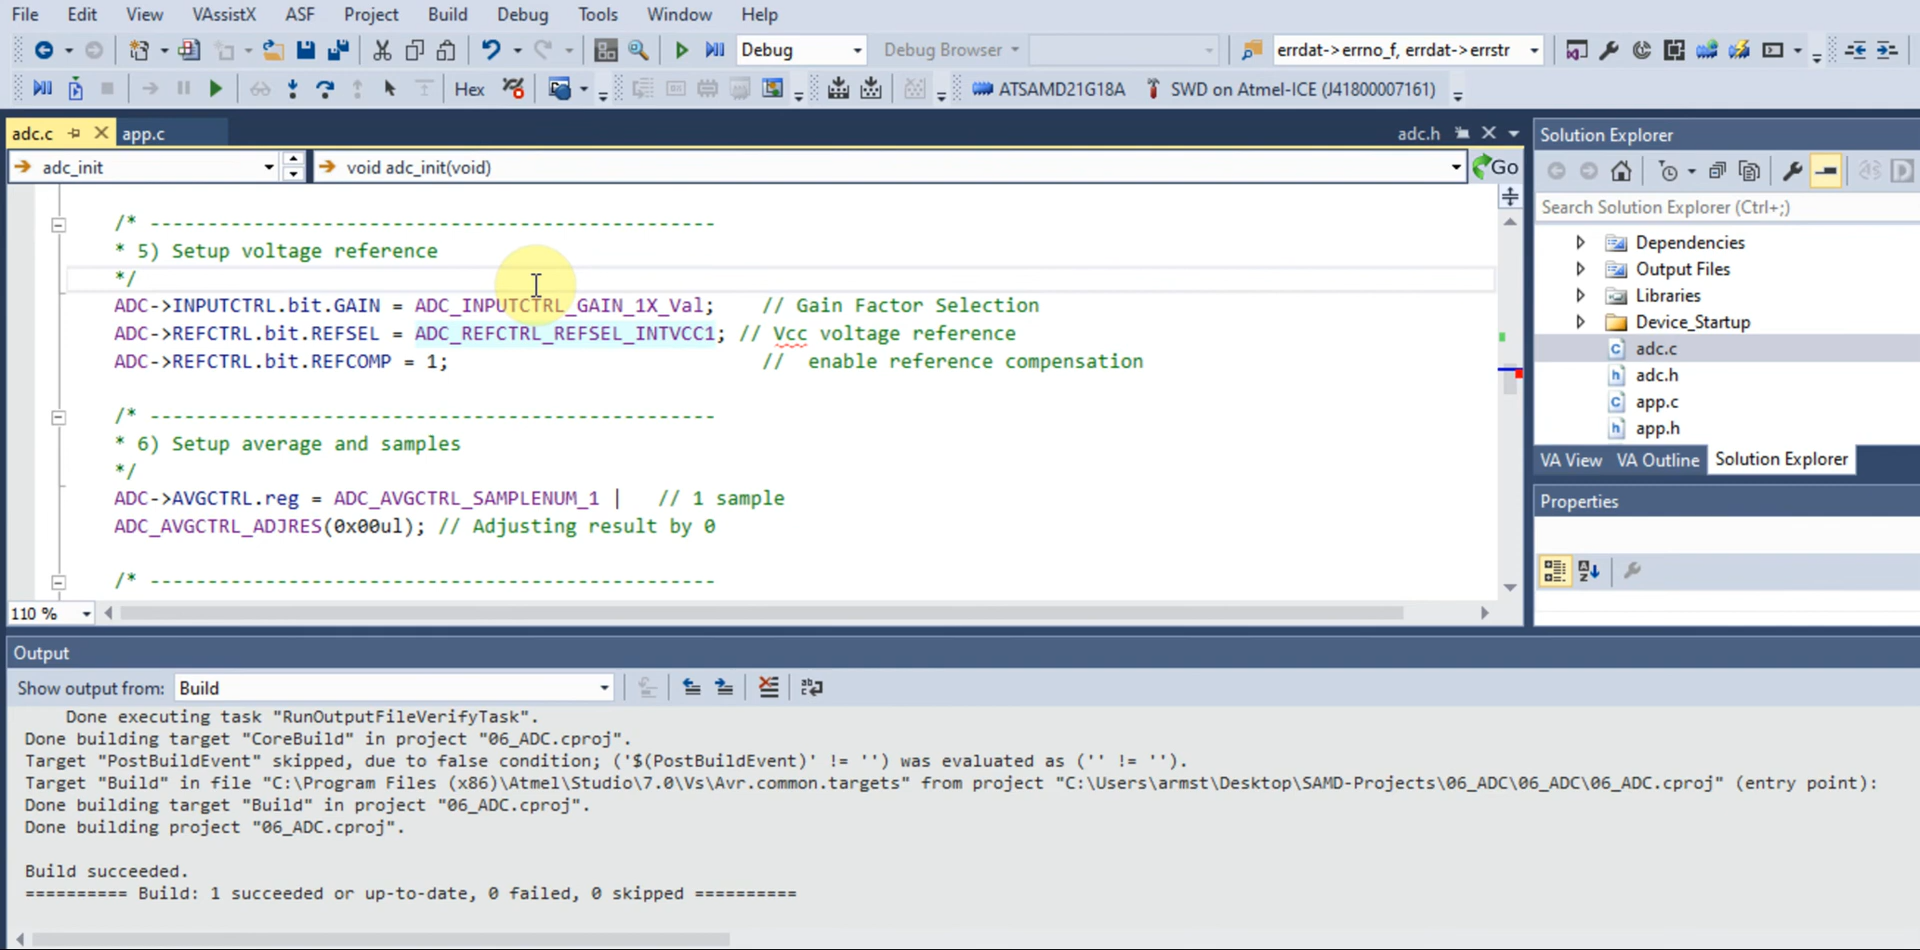 File Edit View VAssistX ASF Project Build Debug Tools Window Help
Debug Debug Browser errdat->errno_f, errdat->errstr
Hex ATSAMD21G18A SWD on Atmel-ICE (J41800007161)
adc.c app.c adc.h
adc_init void adc_init(void) Go
/* -------------------------------------------------
* 5) Setup voltage reference
*/
ADC->INPUTCTRL.bit.GAIN = ADC_INPUTCTRL_GAIN_1X_Val; // Gain Factor Selection
ADC->REFCTRL.bit.REFSEL = ADC_REFCTRL_REFSEL_INTVCC1; // Vcc voltage reference
ADC->REFCTRL.bit.REFCOMP = 1; // enable reference compensation
/* -------------------------------------------------
* 6) Setup average and samples
*/
ADC->AVGCTRL.reg = ADC_AVGCTRL_SAMPLENUM_1 | // 1 sample
ADC_AVGCTRL_ADJRES(0x00ul); // Adjusting result by 0
/* -------------------------------------------------
110 %
Solution Explorer
Search Solution Explorer (Ctrl+;)
Dependencies
Output Files
Libraries
Device_Startup
adc.c
adc.h
app.c
app.h
VA View VA Outline Solution Explorer
Properties
Output
Show output from: Build
Done executing task "RunOutputFileVerifyTask".
Done building target "CoreBuild" in project "06_ADC.cproj".
Target "PostBuildEvent" skipped, due to false condition; ('$(PostBuildEvent)' != '') was evaluated as ('' != '').
Target "Build" in file "C:\Program Files (x86)\Atmel\Studio\7.0\Vs\Avr.common.targets" from project "C:\Users\armst\Desktop\SAMD-Projects\06_ADC\06_ADC\06_ADC.cproj" (entry point):
Done building target "Build" in project "06_ADC.cproj".
Done building project "06_ADC.cproj".
Build succeeded.
========== Build: 1 succeeded or up-to-date, 0 failed, 0 skipped ==========